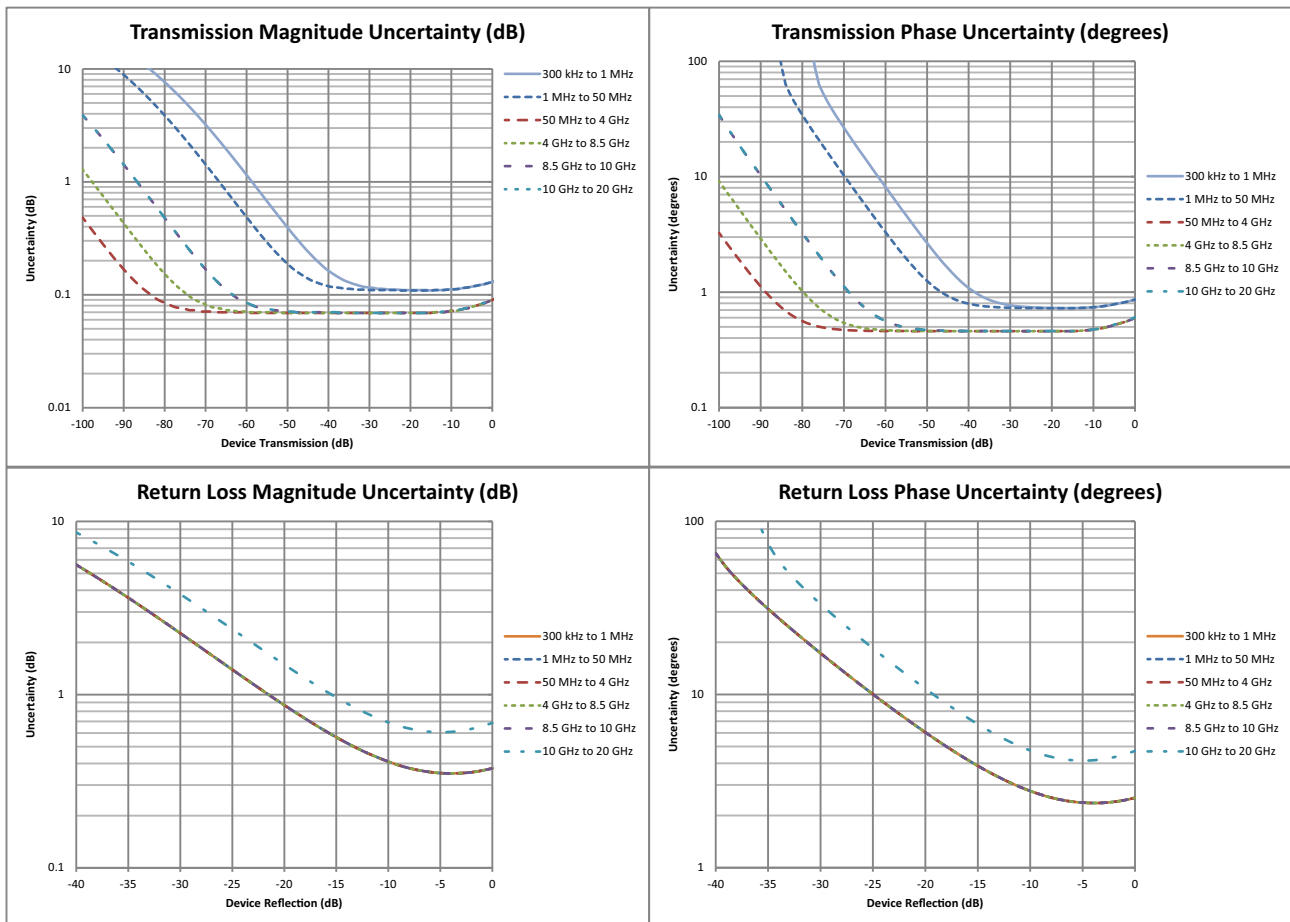 Transmission Magnitude Uncertainty (dB)
10
1
0.1
0.01
Uncertainty (dB)
-100 -90 -80 -70 -60 -50 -40 -30 -20 -10 0
Device Transmission (dB)
300 kHz to 1 MHz
1 MHz to 50 MHz
50 MHz to 4 GHz
4 GHz to 8.5 GHz
8.5 GHz to 10 GHz
10 GHz to 20 GHz
Transmission Phase Uncertainty (degrees)
100
10
1
0.1
Uncertainty (degrees)
-100 -90 -80 -70 -60 -50 -40 -30 -20 -10 0
Device Transmission (dB)
300 kHz to 1 MHz
1 MHz to 50 MHz
50 MHz to 4 GHz
4 GHz to 8.5 GHz
8.5 GHz to 10 GHz
10 GHz to 20 GHz
Return Loss Magnitude Uncertainty (dB)
10
1
0.1
Uncertainty (dB)
-40 -35 -30 -25 -20 -15 -10 -5 0
Device Reflection (dB)
300 kHz to 1 MHz
1 MHz to 50 MHz
50 MHz to 4 GHz
4 GHz to 8.5 GHz
8.5 GHz to 10 GHz
10 GHz to 20 GHz
Return Loss Phase Uncertainty (degrees)
100
10
1
Uncertainty (degrees)
-40 -35 -30 -25 -20 -15 -10 -5 0
Device Reflection (dB)
300 kHz to 1 MHz
1 MHz to 50 MHz
50 MHz to 4 GHz
4 GHz to 8.5 GHz
8.5 GHz to 10 GHz
10 GHz to 20 GHz